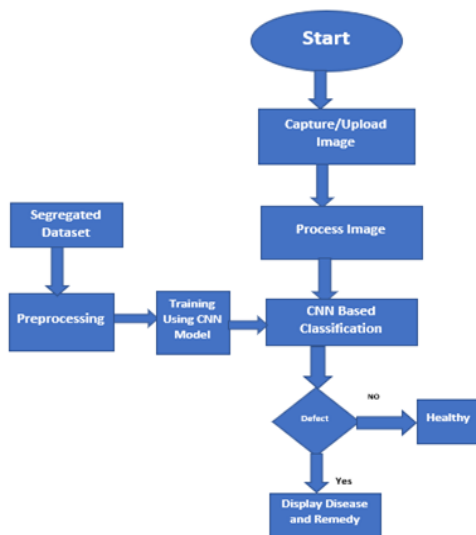 Start
Capture/Upload
Image
Segregated
Dataset
Process Image
Preprocessing
Training
Using CNN
Model
CNN Based
Classification
Defect
NO
Healthy
Yes
Display Disease
and Remedy